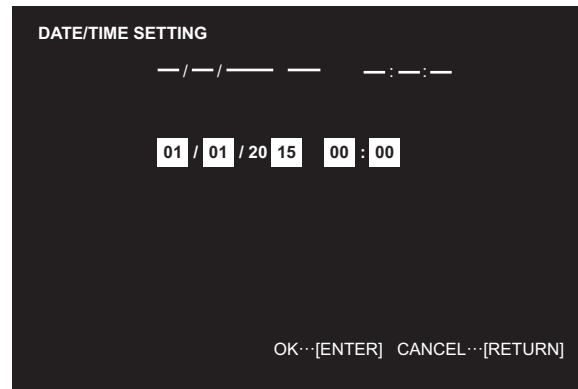 DATE/TIME SETTING
—/—/—— —— —:—:—
01 / 01 / 20 15 00 : 00
OK···[ENTER] CANCEL···[RETURN]